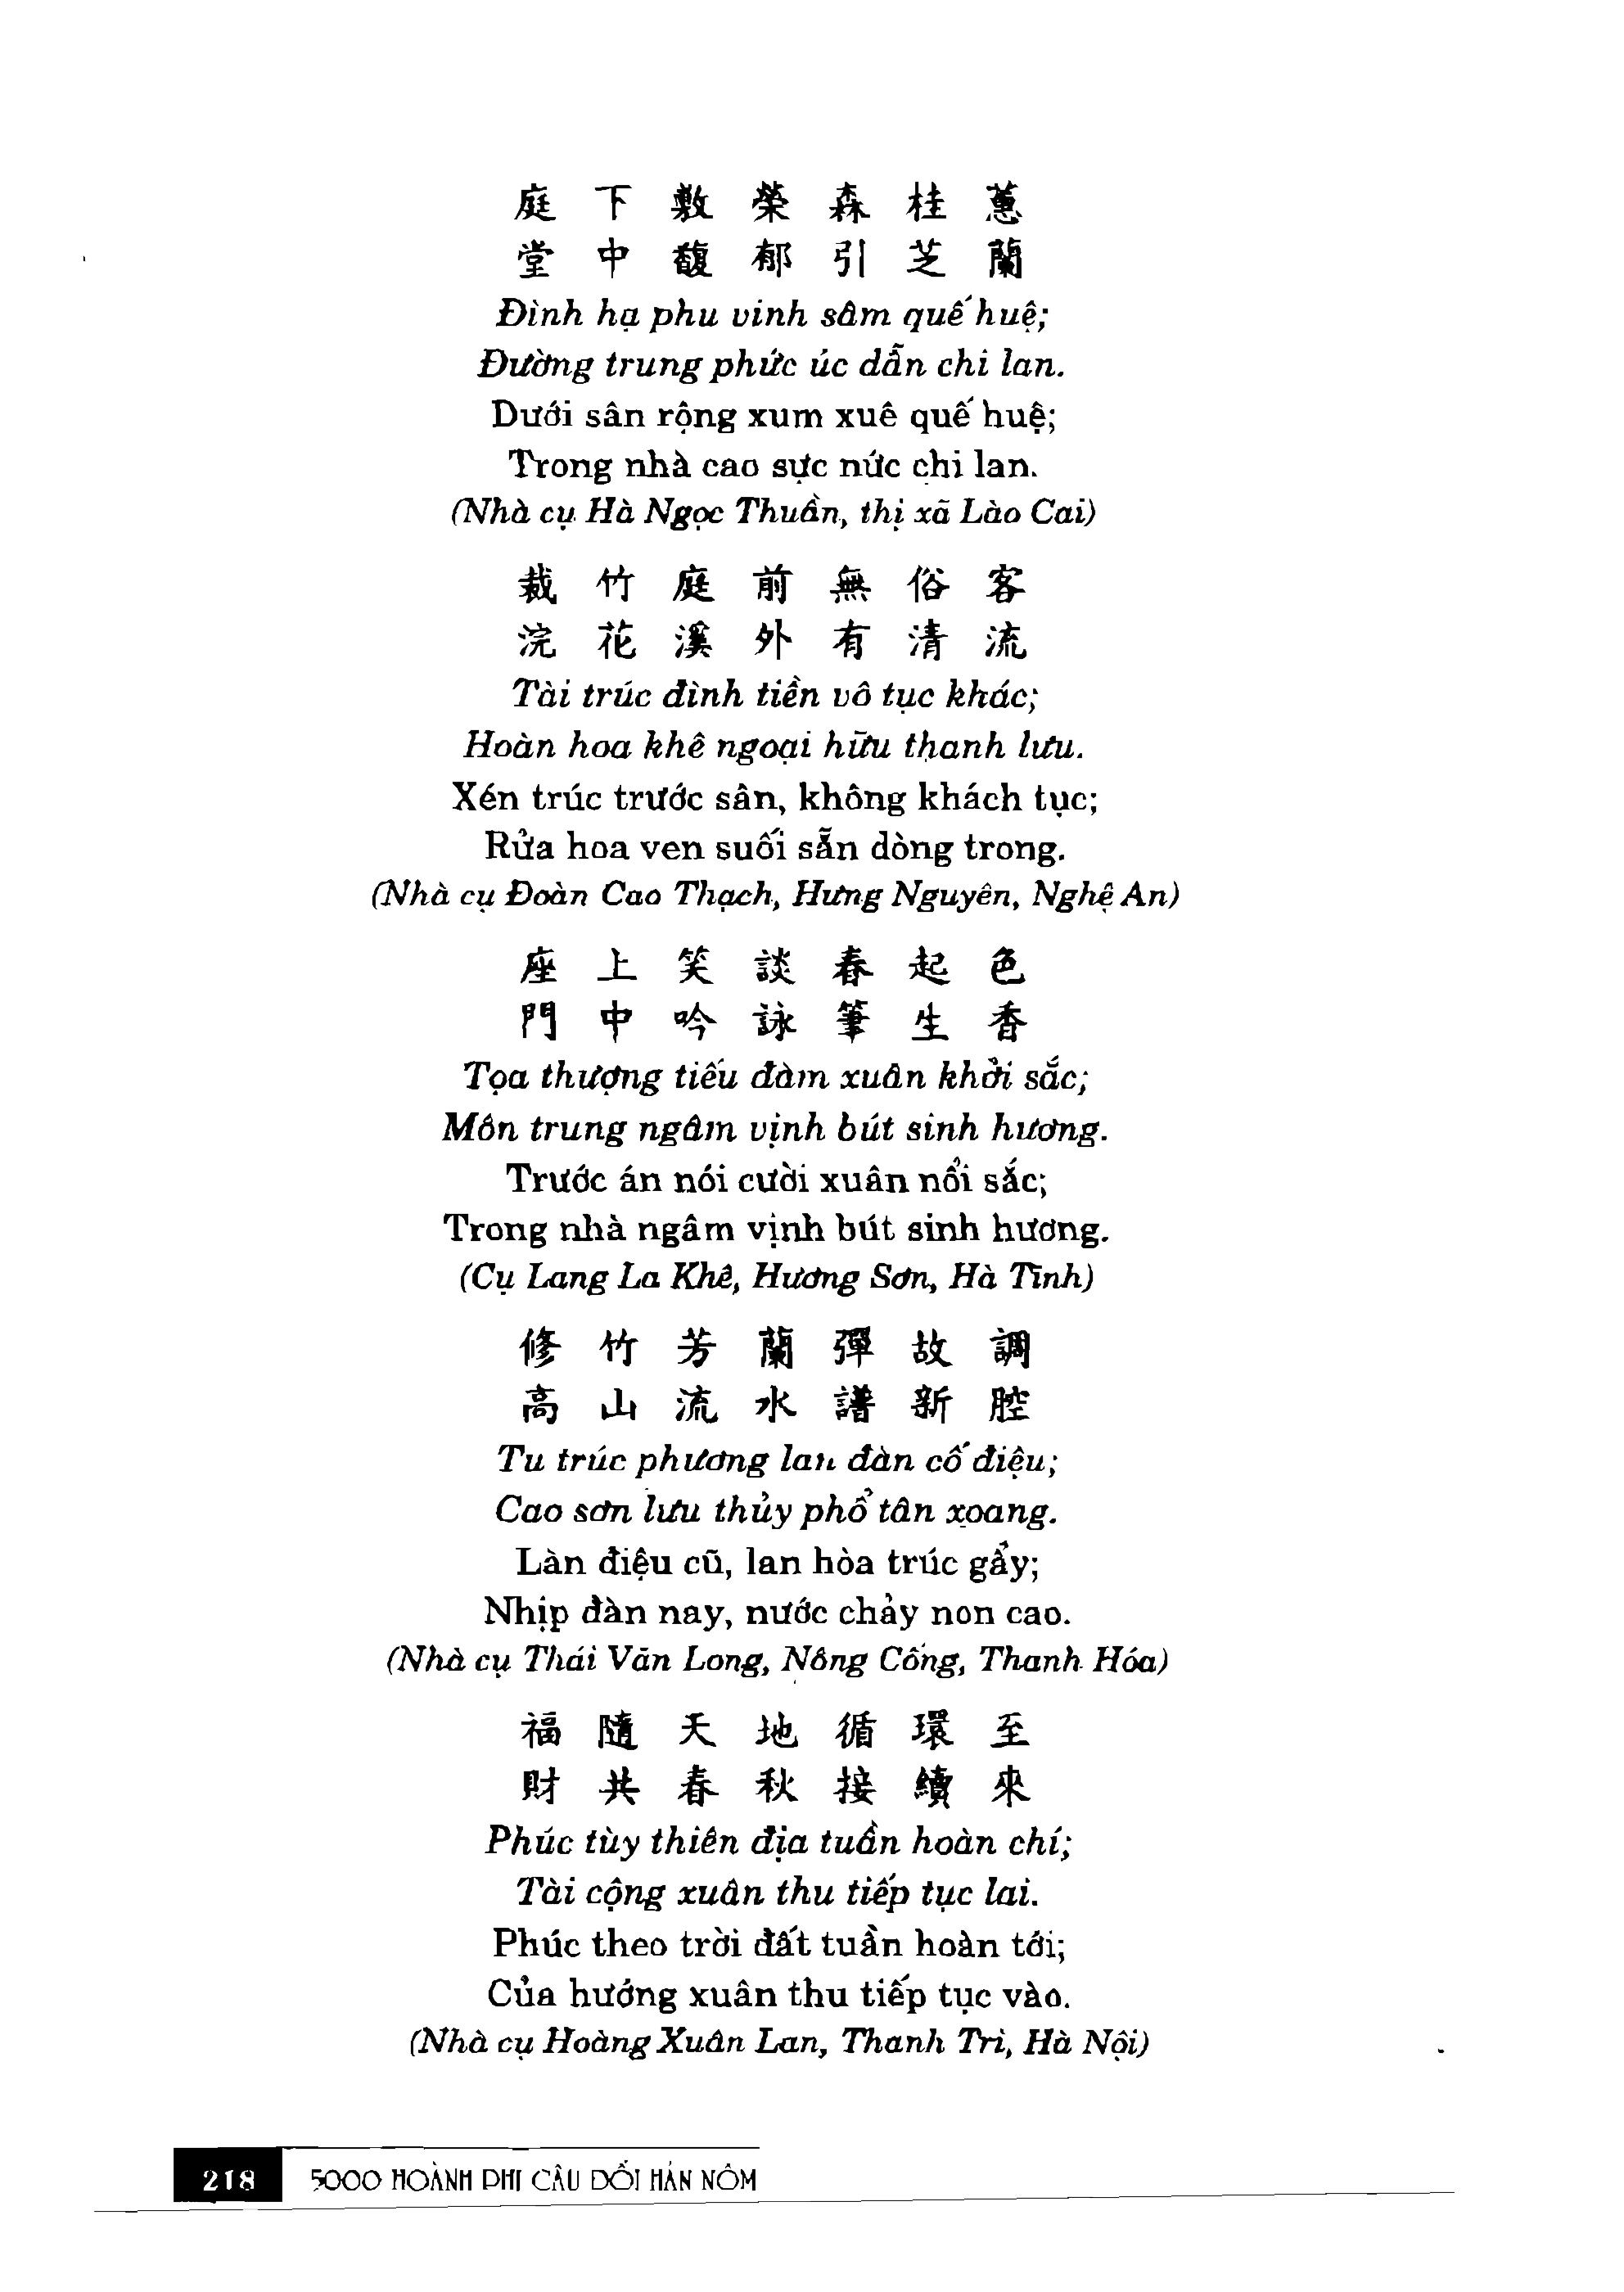 庭下敷榮森桂蕙
堂中馥郁引芝蘭
Đình hạ phu vinh sâm quế huệ;
Đường trung phức úc dẫn chi lan.
Dưới sân rộng xum xuê quế huệ;
Trong nhà cao sực nức chi lan.
(Nhà cụ Hà Ngọc Thuần, thị xã Lào Cai)
裁竹庭前無俗客
浣花溪外有清流
Tài trúc đình tiền vô tục khác;
Hoàn hoa khê ngoại hữu thanh lưu.
Xén trúc trước sân, không khách tục;
Rửa hoa ven suối sẵn dòng trong.
(Nhà cụ Đoàn Cao Thạch, Hưng Nguyên, Nghệ An)
座上笑談春起色
門中吟詠筆生香
Tọa thượng tiếu đàm xuân khởi sắc;
Môn trung ngâm vịnh bút sinh hương.
Trước án nói cười xuân nổi sắc;
Trong nhà ngâm vịnh bút sinh hương.
(Cụ Lang La Khê, Hương Sơn, Hà Tĩnh)
修竹芳蘭彈故調
高山流水譜新腔
Tu trúc phương lan đàn cố điệu;
Cao sơn lưu thủy phổ tân xoang.
Làn điệu cũ, lan hòa trúc gẩy;
Nhịp đàn nay, nước chảy non cao.
(Nhà cụ Thái Văn Long, Nông Cống, Thanh Hóa)
福隨天地循環至
財共春秋接續來
Phúc tùy thiên địa tuần hoàn chí;
Tài cộng xuân thu tiếp tục lai.
Phúc theo trời đất tuần hoàn tới;
Của hướng xuân thu tiếp tục vào.
(Nhà cụ Hoàng Xuân Lan, Thanh Trì, Hà Nội)
218 5000 HOÀNH PHI CÂU ĐỐI HÁN NÔM